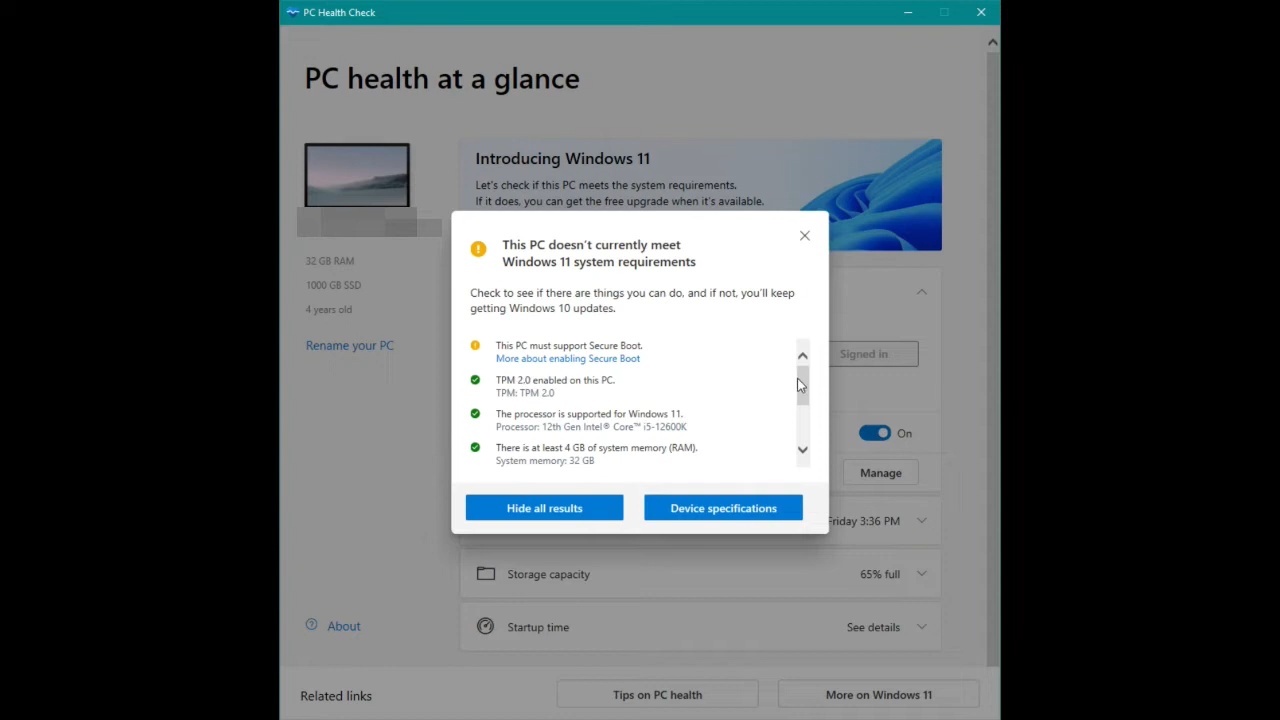 PC Health Check
PC health at a glance
Introducing Windows 11
Let's check if this PC meets the system requirements.
If it does, you can get the free upgrade when it's available.
32 GB RAM
1000 GB SSD
4 years old
Rename your PC
This PC doesn't currently meet
Windows 11 system requirements
Check to see if there are things you can do, and if not, you'll keep
getting Windows 10 updates.
This PC must support Secure Boot.
More about enabling Secure Boot
TPM 2.0 enabled on this PC.
TPM: TPM 2.0
The processor is supported for Windows 11.
Processor: 12th Gen Intel® Core™ i5-12600K
There is at least 4 GB of system memory (RAM).
System memory: 32 GB
Hide all results
Device specifications
Signed in
On
Manage
Friday 3:36 PM
Storage capacity
65% full
Startup time
See details
About
Related links
Tips on PC health
More on Windows 11